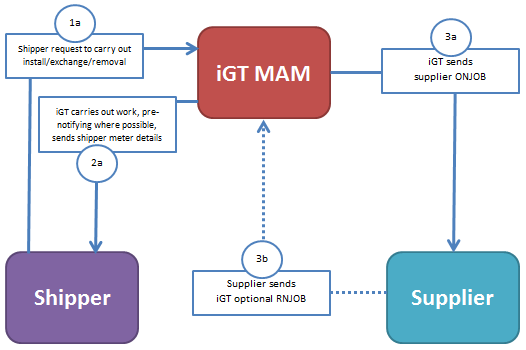 1a
Shipper request to carry out
install/exchange/removal
iGT MAM
3a
iGT sends
supplier ONJOB
iGT carries out work, pre-
notifying where possible,
sends shipper meter details
2a
3b
Supplier sends
iGT optional RNJOB
Shipper
Supplier